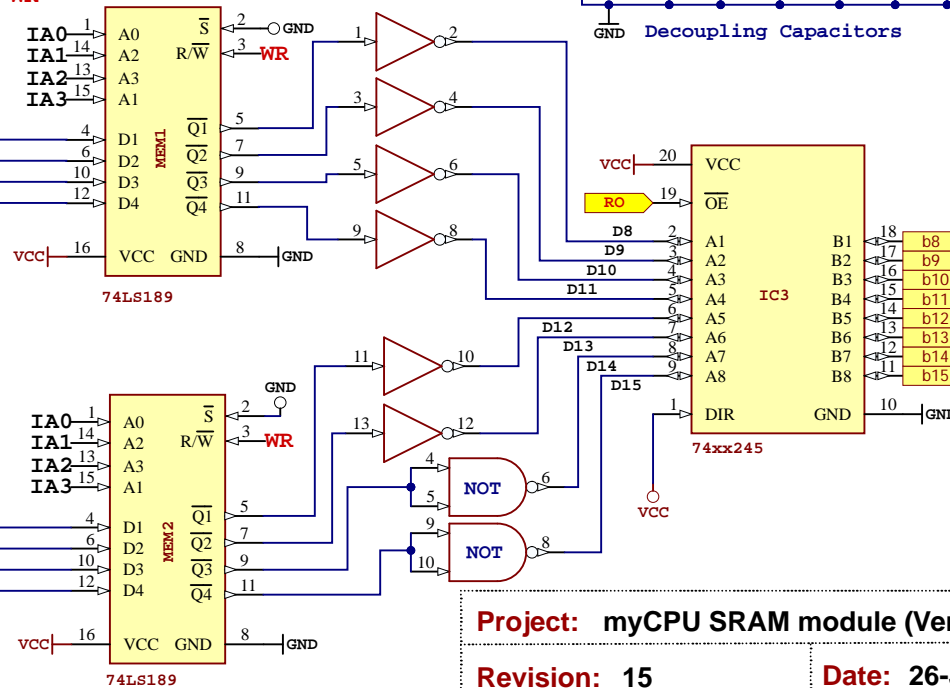 GND
Decoupling Capacitors
IA0 1 A0
IA1 14 A2
IA2 13 A3
IA3 15 A1
4 D1
6 D2
10 D3
12 D4
MEM1
S 2 GND
R/W 3 WR
Q1 5
Q2 7
Q3 9
Q4 11
VCC 16 VCC GND 8 GND
74LS189
1 2
3 4
5 6
9 8
11 10
13 12
4 5 NOT 6
9 10 NOT 8
VCC 20 VCC
RO 19 OE
D8 2 A1 B1 18 b8
D9 3 A2 B2 17 b9
D10 4 A3 B3 16 b10
D11 5 A4 B4 15 b11
D12 6 A5 B5 14 b12
D13 7 A6 B6 13 b13
D14 8 A7 B7 12 b14
D15 9 A8 B8 11 b15
IC3
1 DIR GND 10 GND
74xx245
VCC
GND
IA0 1 A0
IA1 14 A2
IA2 13 A3
IA3 15 A1
4 D1
6 D2
10 D3
12 D4
MEM2
S 2
R/W 3 WR
Q1 5
Q2 7
Q3 9
Q4 11
VCC 16 VCC GND 8 GND
74LS189
Project: myCPU SRAM module (Ver
Revision: 15
Date: 26-